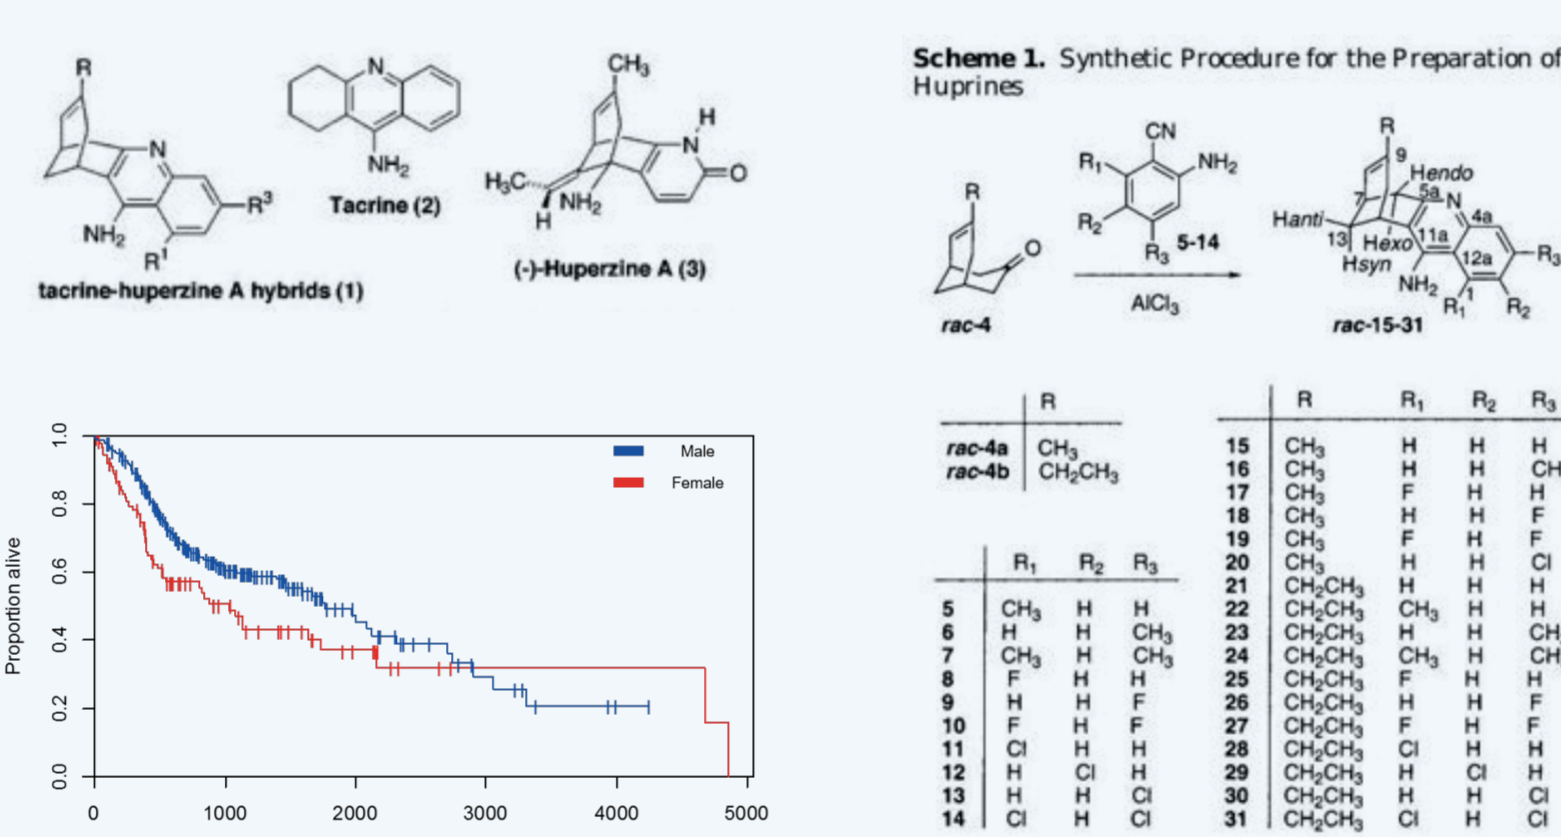 R
N
R³
NH₂
R¹
tacrine-huperzine A hybrids (1)
N
NH₂
Tacrine (2)
CH₃
H
N
O
H₃C
NH₂
H
(-)-Huperzine A (3)
Scheme 1. Synthetic Procedure for the Preparation of
Huprines
R
O
rac-4
CN
R₁
NH₂
R₂
R₃
5-14
AlCl₃
R
9
Hendo
7
5a
N
4a
Hanti
13
Hexo
11a
12a
R₃
Hsyn
NH₂
1
R₁
R₂
rac-15-31
R
rac-4a CH₃
rac-4b CH₂CH₃
R₁ R₂ R₃
5 CH₃ H H
6 H H CH₃
7 CH₃ H CH₃
8 F H H
9 H H F
10 F H F
11 Cl H H
12 H Cl H
13 H H Cl
14 Cl H Cl
R R₁ R₂ R₃
15 CH₃ H H H
16 CH₃ H H CH
17 CH₃ F H H
18 CH₃ H H F
19 CH₃ F H F
20 CH₃ H H Cl
21 CH₂CH₃ H H H
22 CH₂CH₃ CH₃ H H
23 CH₂CH₃ H H CH
24 CH₂CH₃ CH₃ H CH
25 CH₂CH₃ F H H
26 CH₂CH₃ H H F
27 CH₂CH₃ F H F
28 CH₂CH₃ Cl H H
29 CH₂CH₃ H Cl H
30 CH₂CH₃ H H Cl
31 CH₂CH₃ Cl H Cl
Proportion alive
1.0
0.8
0.6
0.4
0.2
0.0
Male
Female
0 1000 2000 3000 4000 5000